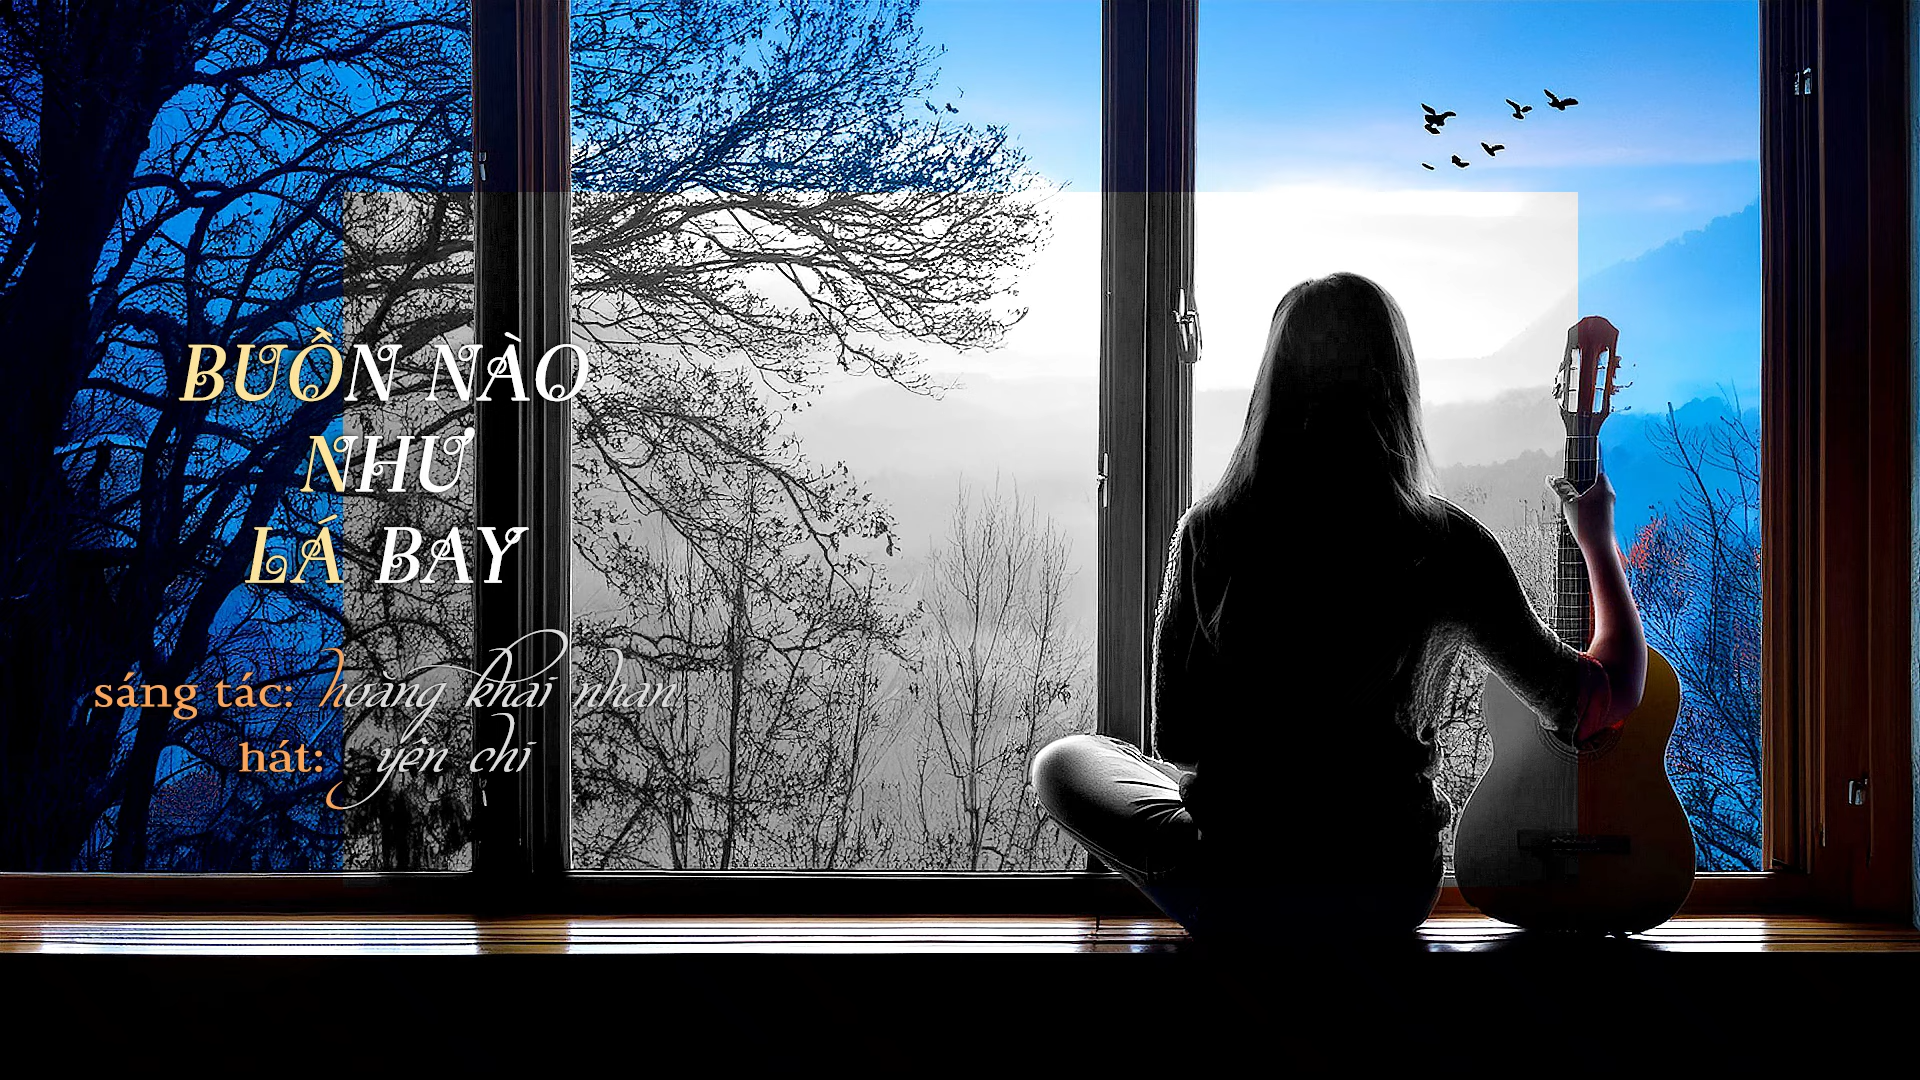 BUỒN NÀO
NHƯ
LÁ BAY
sáng tác: hoàng khai nhan
hát: yên chi